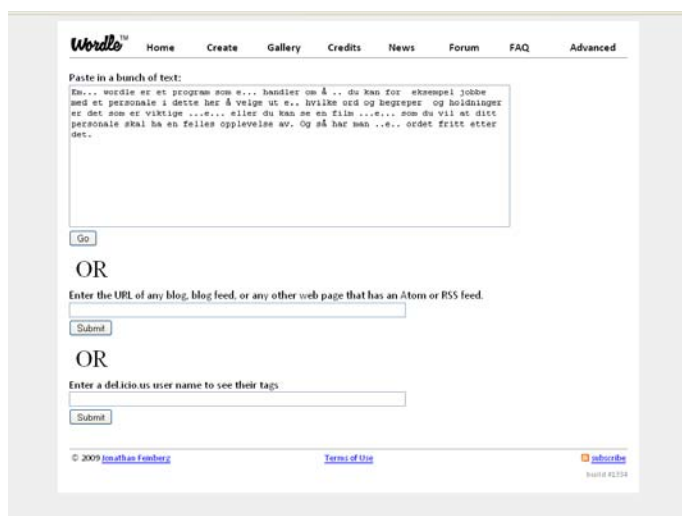 Wordle™ Home Create Gallery Credits News Forum FAQ Advanced
Paste in a bunch of text:
Em... wordle er et program som e... handler om å .. du kan for eksempel jobbe
med et personale i dette her å velge ut e.. hvilke ord og begreper og holdninger
er det som er viktige ...e... eller du kan se en film ...e... som du vil at ditt
personale skal ha en felles opplevelse av. Og så har man ..e.. ordet fritt etter
det.
Go
OR
Enter the URL of any blog, blog feed, or any other web page that has an Atom or RSS feed.
Submit
OR
Enter a del.icio.us user name to see their tags
Submit
© 2009 Jonathan Feinberg Terms of Use subscribe
build #1334